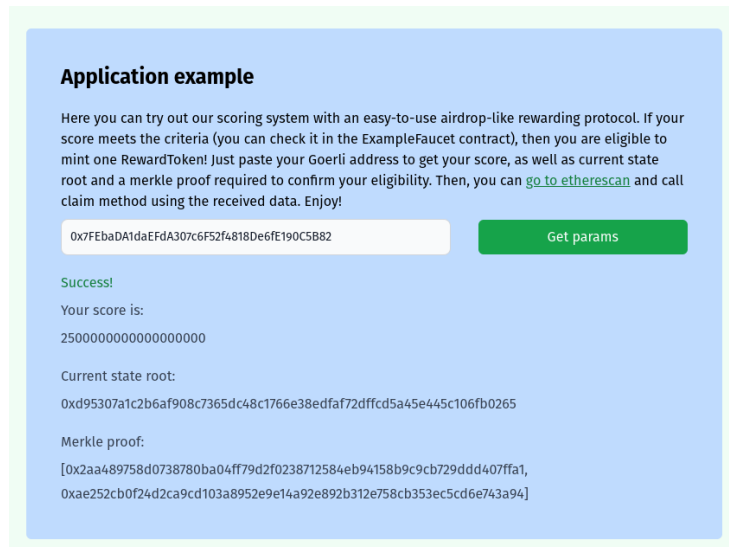 Application example
Here you can try out our scoring system with an easy-to-use airdrop-like rewarding protocol. If your
score meets the criteria (you can check it in the ExampleFaucet contract), then you are eligible to
mint one RewardToken! Just paste your Goerli address to get your score, as well as current state
root and a merkle proof required to confirm your eligibility. Then, you can go to etherescan and call
claim method using the received data. Enjoy!
0x7FEbaDA1daEFdA307c6F52f4818De6fE190C5B82
Get params
Success!
Your score is:
2500000000000000000
Current state root:
0xd95307a1c2b6af908c7365dc48c1766e38edfaf72dffcd5a45e445c106fb0265
Merkle proof:
[0x2aa489758d0738780ba04ff79d2f0238712584eb94158b9c9cb729ddd407ffa1,
0xae252cb0f24d2ca9cd103a8952e9e14a92e892b312e758cb353ec5cd6e743a94]